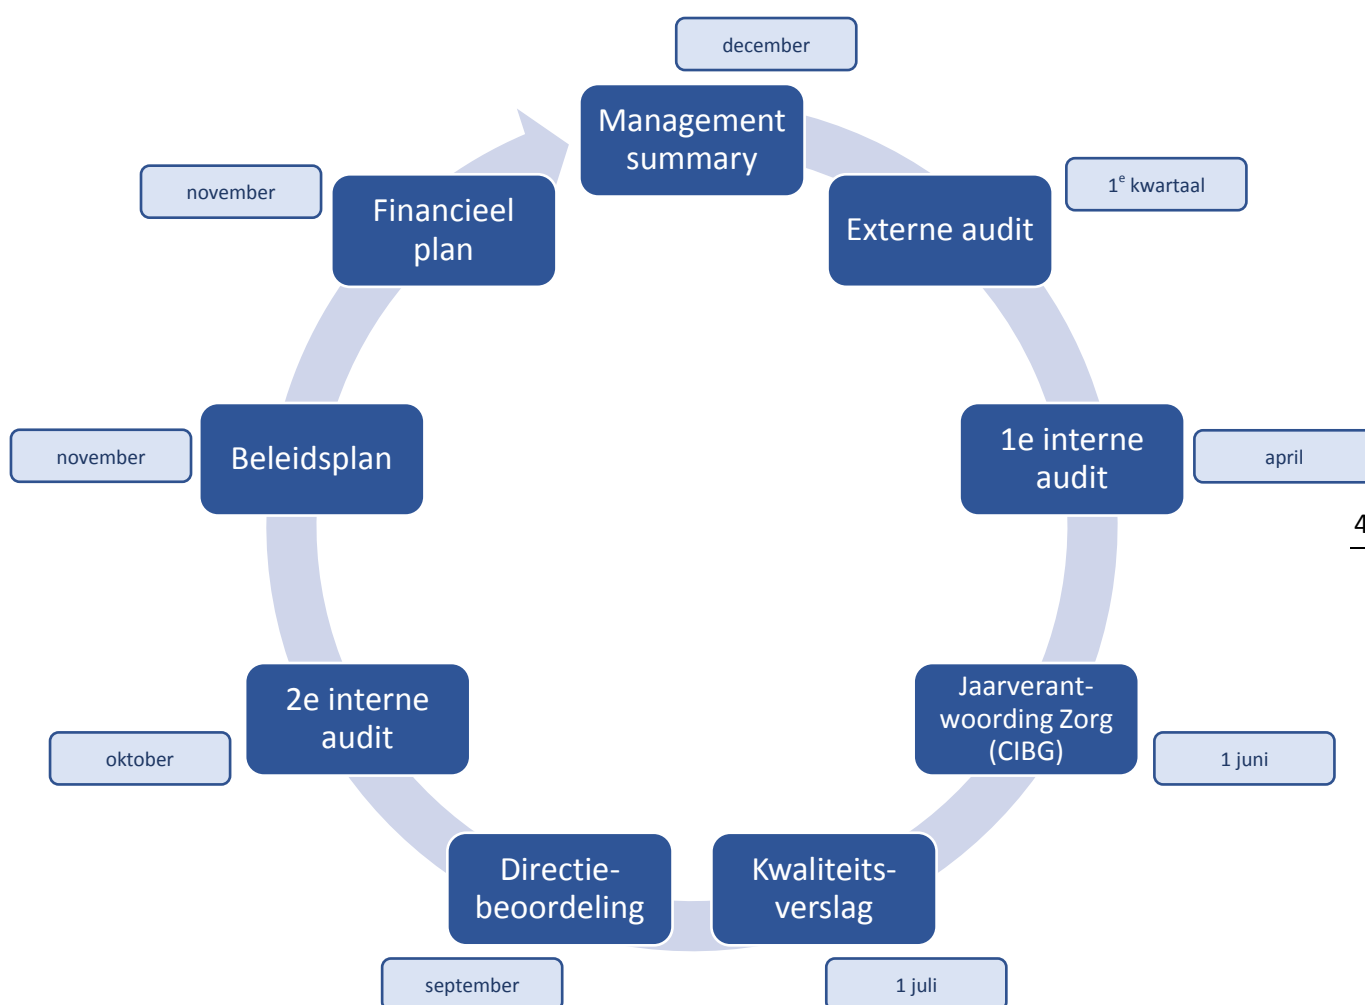 december
Management
summary
1e kwartaal
Externe audit
april
1e interne
audit
4
1 juni
Jaarverant-
woording Zorg
(CIBG)
1 juli
Kwaliteits-
verslag
september
Directie-
beoordeling
oktober
2e interne
audit
november
Beleidsplan
november
Financieel
plan